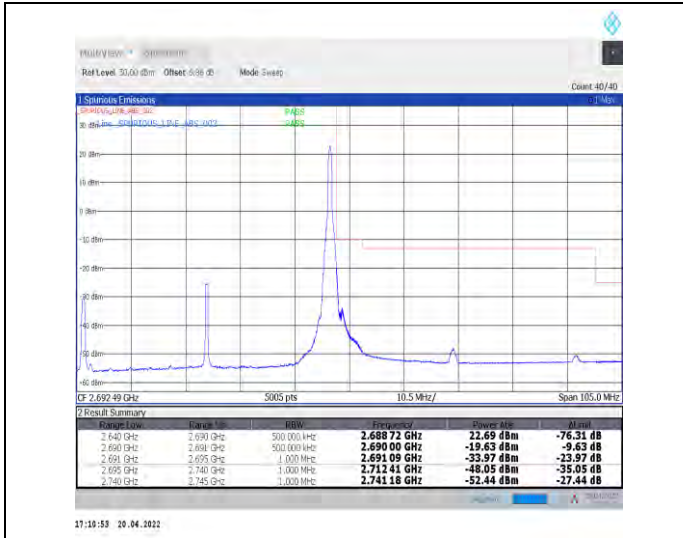 Ref Level 30.00 dBm Offset 6.98 dB Mode Sweep
Count 40/40
1 Spurious Emissions
PASS
PASS
30 dBm
20 dBm
10 dBm
0 dBm
-10 dBm
-20 dBm
-30 dBm
-40 dBm
-50 dBm
-60 dBm
CF 2.692 49 GHz 5005 pts 10.5 MHz/ Span 105.0 MHz
2 Result Summary
Range Low Range Up RBW Frequency Power Abs ΔLimit
2.640 GHz 2.690 GHz 500.000 kHz 2.688 72 GHz 22.69 dBm -76.31 dB
2.690 GHz 2.691 GHz 500.000 kHz 2.690 00 GHz -19.63 dBm -9.63 dB
2.691 GHz 2.695 GHz 1.000 MHz 2.691 09 GHz -33.97 dBm -23.97 dB
2.695 GHz 2.740 GHz 1.000 MHz 2.712 41 GHz -48.05 dBm -35.05 dB
2.740 GHz 2.745 GHz 1.000 MHz 2.741 18 GHz -52.44 dBm -27.44 dB
17:10:53 20.04.2022